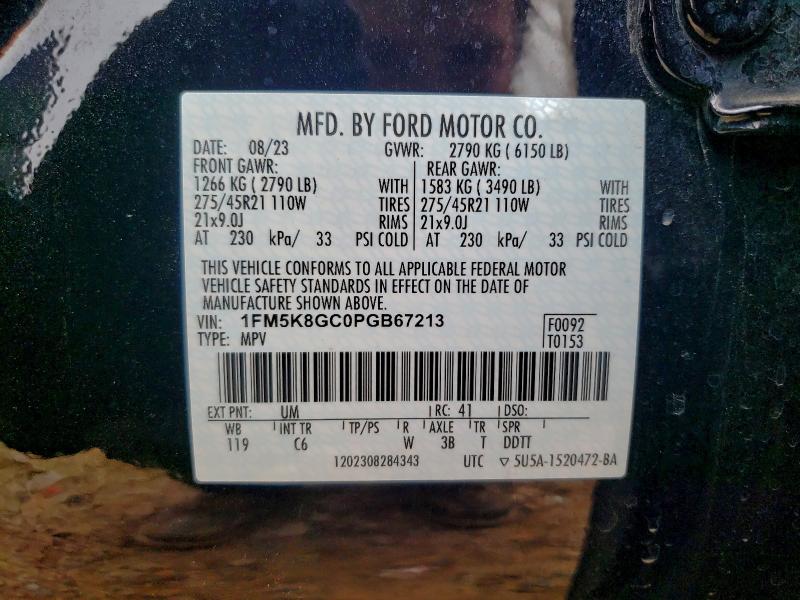 MFD. BY FORD MOTOR CO.
DATE: 08/23 GVWR: 2790 KG ( 6150 LB)
FRONT GAWR: REAR GAWR:
1266 KG ( 2790 LB) WITH 1583 KG ( 3490 LB) WITH
275/45R21 110W TIRES 275/45R21 110W TIRES
21x9.0J RIMS 21x9.0J RIMS
AT 230 kPa/ 33 PSI COLD AT 230 kPa/ 33 PSI COLD
THIS VEHICLE CONFORMS TO ALL APPLICABLE FEDERAL MOTOR
VEHICLE SAFETY STANDARDS IN EFFECT ON THE DATE OF
MANUFACTURE SHOWN ABOVE.
VIN: 1FM5K8GC0PGB67213 F0092
TYPE: MPV T0153
EXT PNT: UM RC: 41 DSO:
WB INT TR TP/PS R AXLE TR SPR
119 C6 W 3B T DDTT
1202308284343 UTC ▽ 5U5A-1520472-BA